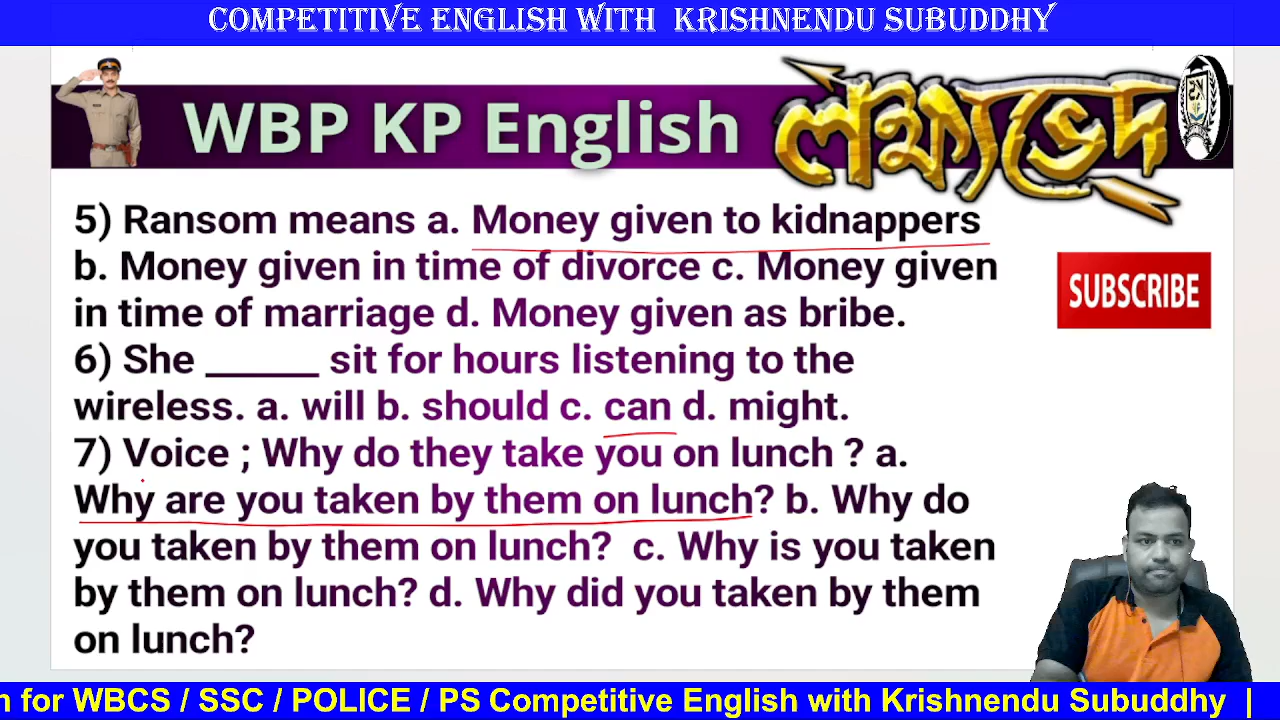 COMPETITIVE ENGLISH WITH KRISHNENDU SUBUDDHY
WBP KP English
লক্ষ্যভেদ
5) Ransom means a. Money given to kidnappers
b. Money given in time of divorce c. Money given
in time of marriage d. Money given as bribe.
SUBSCRIBE
6) She ______ sit for hours listening to the
wireless. a. will b. should c. can d. might.
7) Voice ; Why do they take you on lunch ? a.
Why are you taken by them on lunch? b. Why do
you taken by them on lunch? c. Why is you taken
by them on lunch? d. Why did you taken by them
on lunch?
n for WBCS / SSC / POLICE / PS Competitive English with Krishnendu Subuddhy |